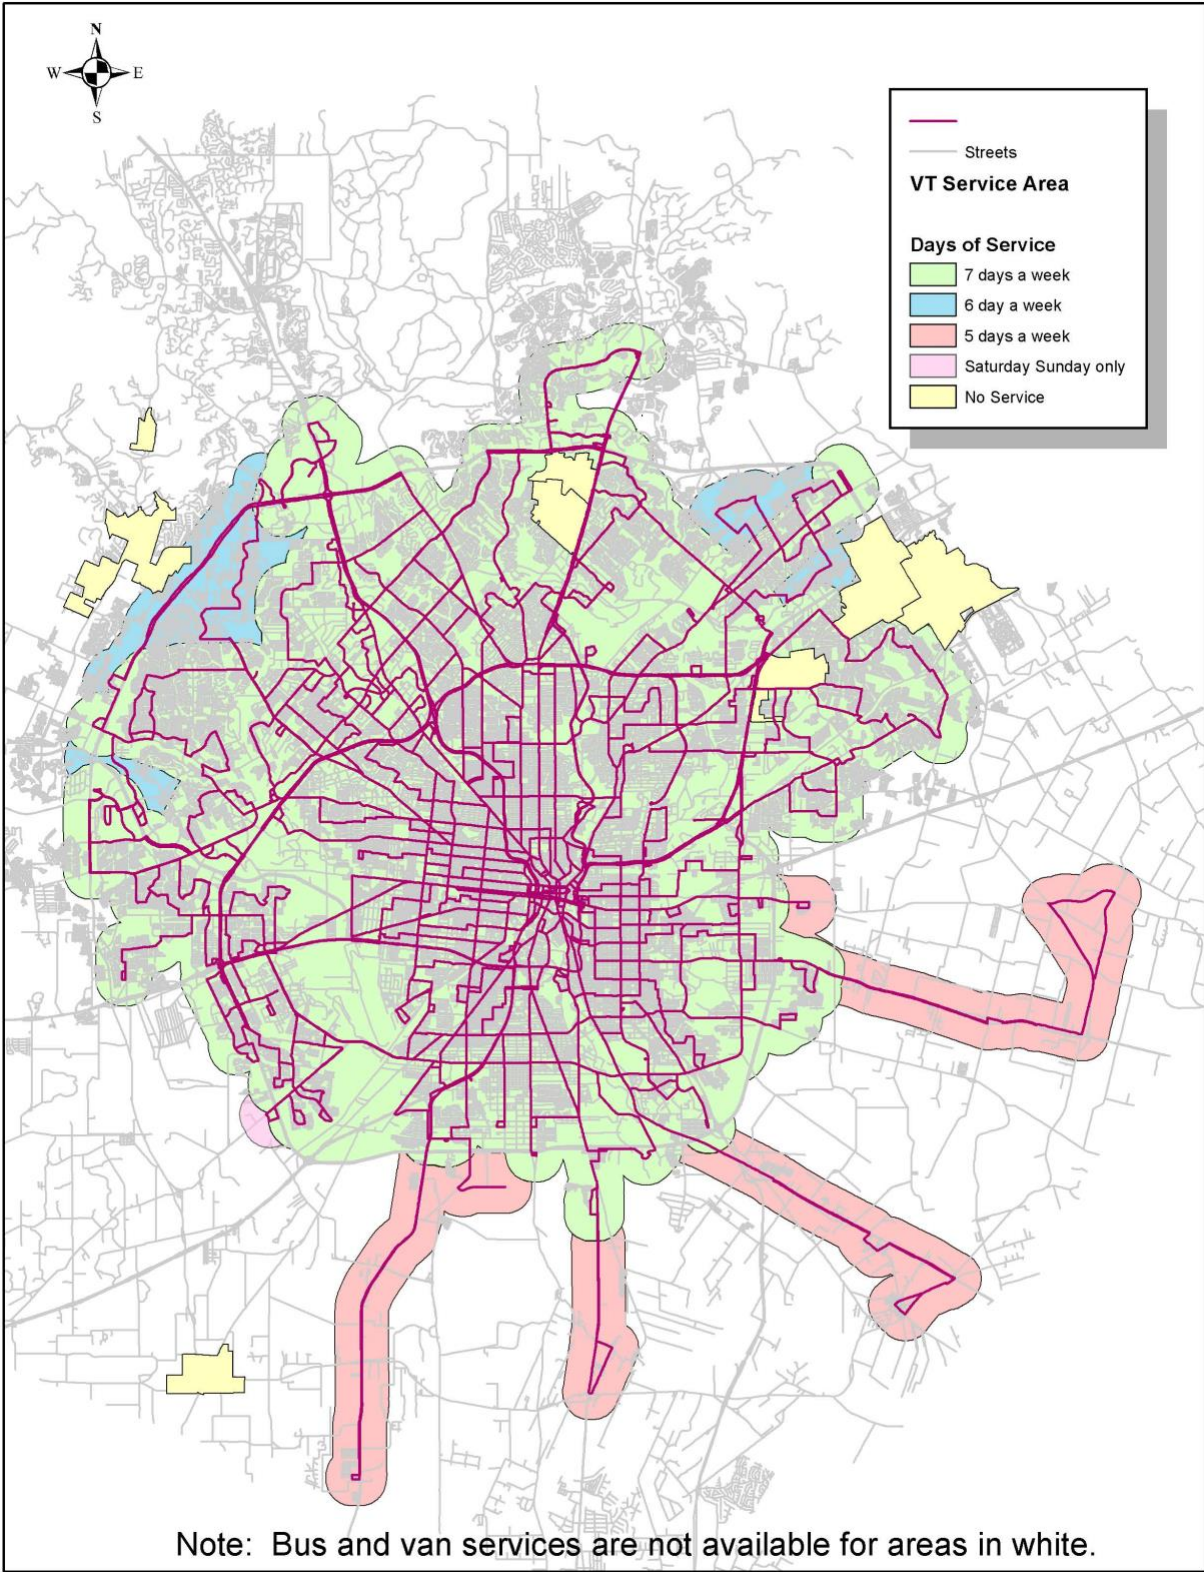 N
W E
S
Streets
VT Service Area
Days of Service
7 days a week
6 day a week
5 days a week
Saturday Sunday only
No Service
Note: Bus and van services are not available for areas in white.